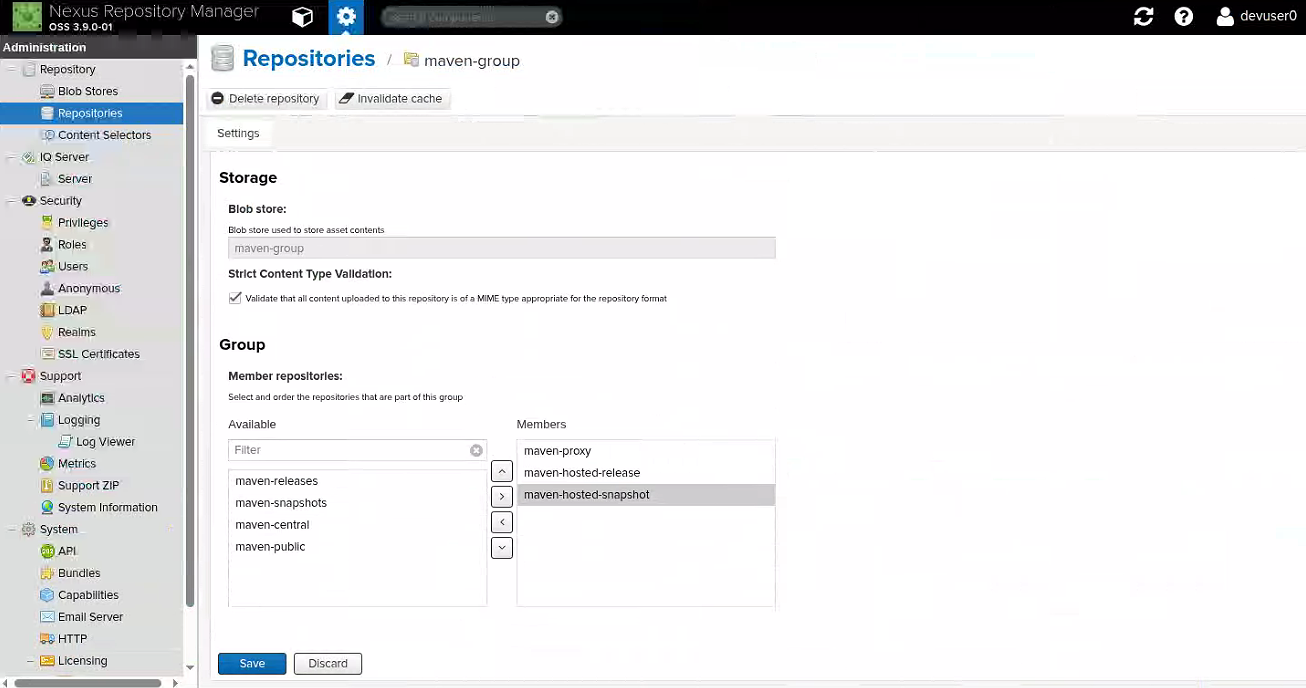 Nexus Repository Manager
OSS 3.9.0-01
devuser0
Administration
Repository
Blob Stores
Repositories
Content Selectors
IQ Server
Server
Security
Privileges
Roles
Users
Anonymous
LDAP
Realms
SSL Certificates
Support
Analytics
Logging
Log Viewer
Metrics
Support ZIP
System Information
System
API
Bundles
Capabilities
Email Server
HTTP
Licensing
Repositories / maven-group
Delete repository
Invalidate cache
Settings
Storage
Blob store:
Blob store used to store asset contents
maven-group
Strict Content Type Validation:
Validate that all content uploaded to this repository is of a MIME type appropriate for the repository format
Group
Member repositories:
Select and order the repositories that are part of this group
Available
Filter
maven-releases
maven-snapshots
maven-central
maven-public
Members
maven-proxy
maven-hosted-release
maven-hosted-snapshot
Save
Discard